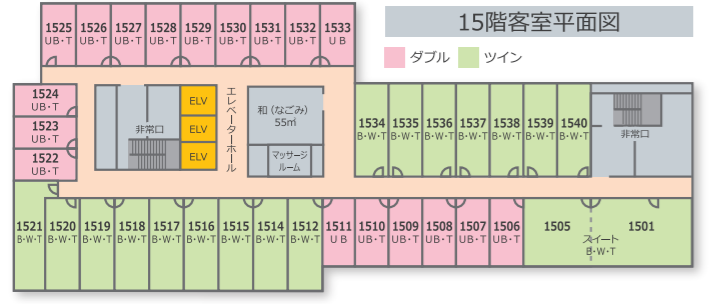 15階客室平面図
ダブル ツイン
1525 1526 1527 1528 1529 1530 1531 1532 1533
UB・T UB・T UB・T UB・T UB・T UB・T UB・T UB・T U B
1524
UB・T
1523
UB・T
1522
UB・T
非常口
ELV
ELV
ELV
エレベーターホール
和(なごみ)
55㎡
マッサージ
ルーム
1534 1535 1536 1537 1538 1539 1540
B・W・T B・W・T B・W・T B・W・T B・W・T B・W・T B・W・T
非常口
1521 1520 1519 1518 1517 1516 1515 1514 1512
B・W・T B・W・T B・W・T B・W・T B・W・T B・W・T B・W・T B・W・T B・W・T
1511 1510 1509 1508 1507 1506
U B UB・T UB・T UB・T UB・T UB・T
1505 1501
スイート
B・W・T